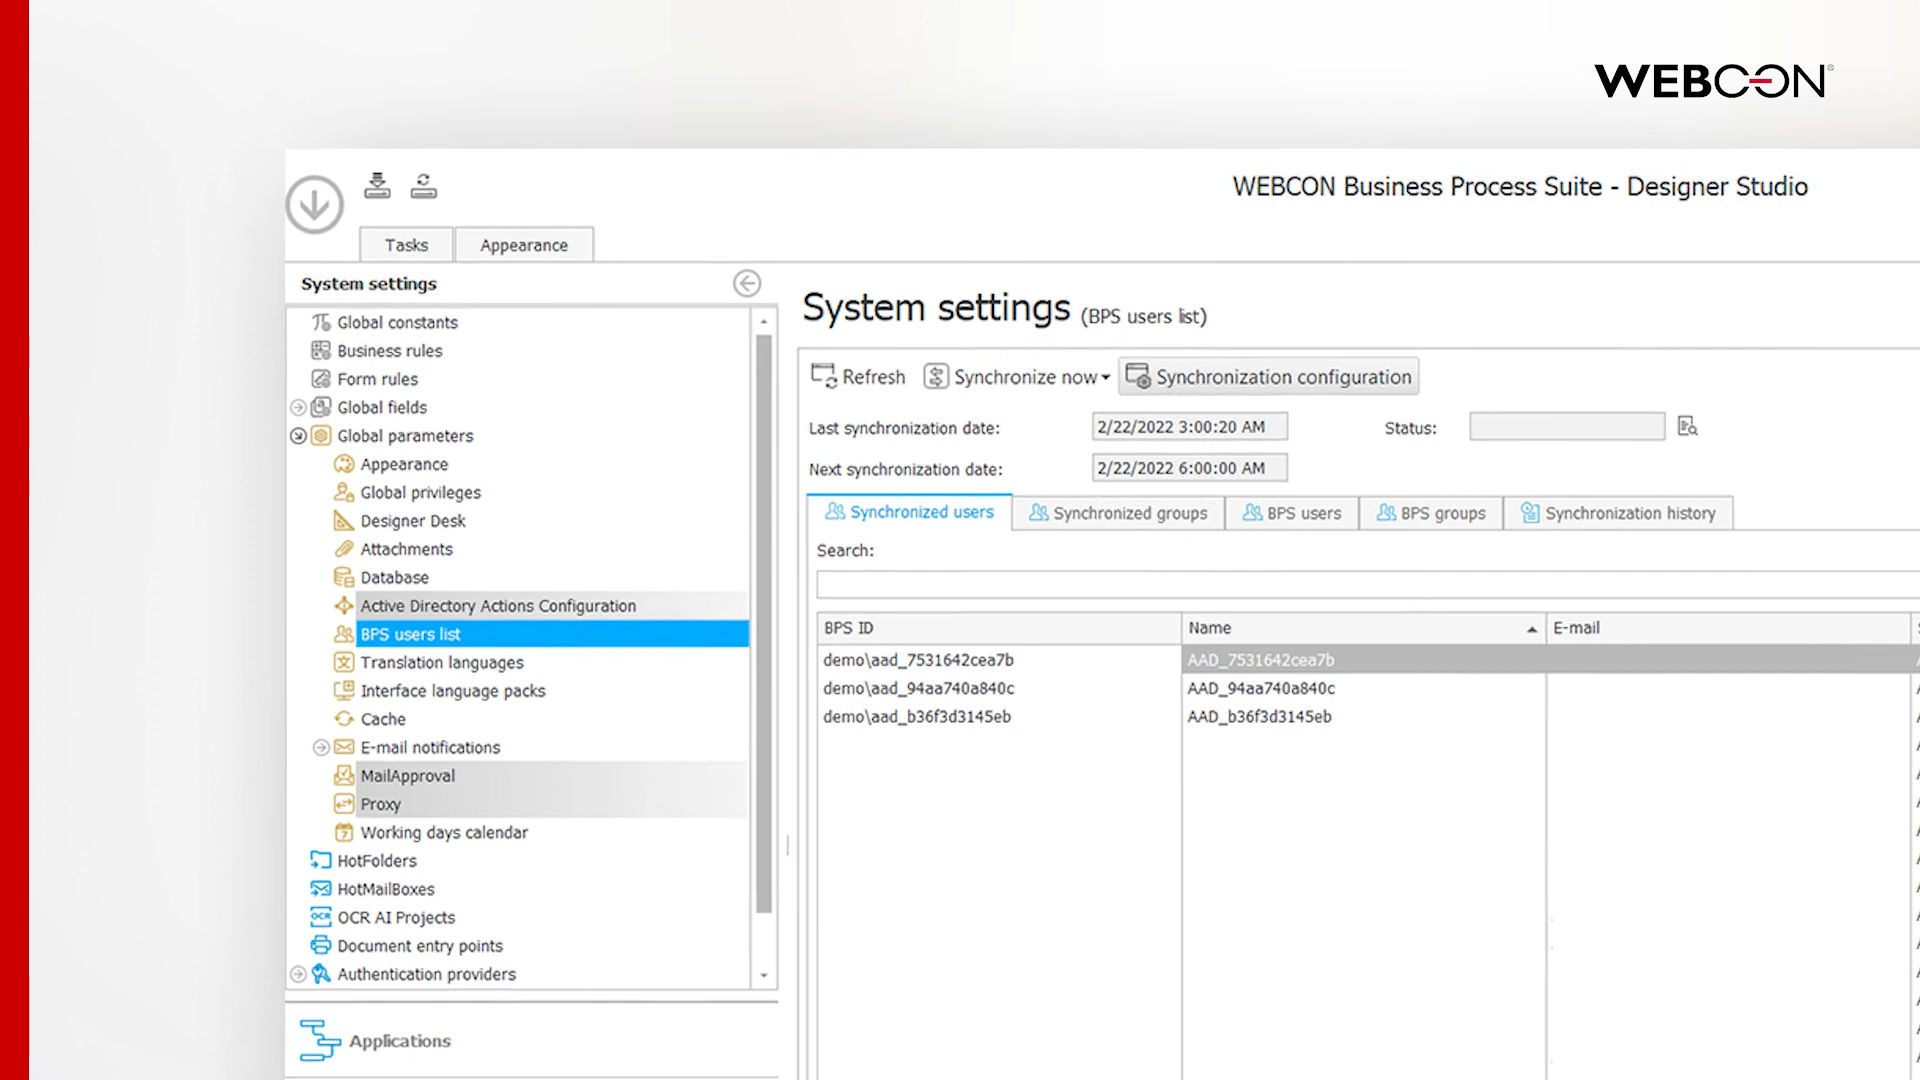 WEBCON®
WEBCON Business Process Suite - Designer Studio
Tasks
Appearance
System settings
Global constants
Business rules
Form rules
Global fields
Global parameters
Appearance
Global privileges
Designer Desk
Attachments
Database
Active Directory Actions Configuration
BPS users list
Translation languages
Interface language packs
Cache
E-mail notifications
MailApproval
Proxy
Working days calendar
HotFolders
HotMailBoxes
OCR AI Projects
Document entry points
Authentication providers
Applications
System settings (BPS users list)
Refresh
Synchronize now
Synchronization configuration
Last synchronization date: 2/22/2022 3:00:20 AM
Status:
Next synchronization date: 2/22/2022 6:00:00 AM
Synchronized users
Synchronized groups
BPS users
BPS groups
Synchronization history
Search:
BPS ID Name E-mail
demo\aad_7531642cea7b AAD_7531642cea7b
demo\aad_94aa740a840c AAD_94aa740a840c
demo\aad_b36f3d3145eb AAD_b36f3d3145eb